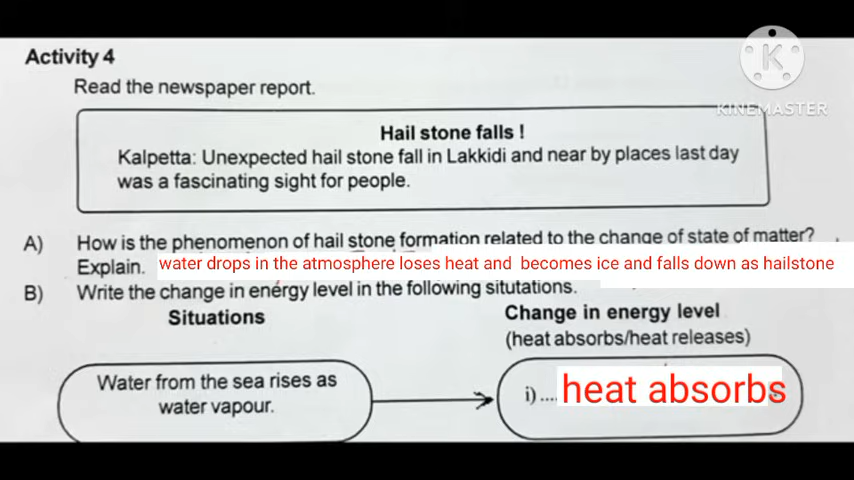 Activity 4
K
KINEMASTER
Read the newspaper report.
Hail stone falls !
Kalpetta: Unexpected hail stone fall in Lakkidi and near by places last day
was a fascinating sight for people.
A) How is the phenomenon of hail stone formation related to the change of state of matter?
Explain. water drops in the atmosphere loses heat and becomes ice and falls down as hailstone
B) Write the change in energy level in the following situtations.
Situations
Change in energy level
(heat absorbs/heat releases)
Water from the sea rises as
water vapour.
i).... heat absorbs